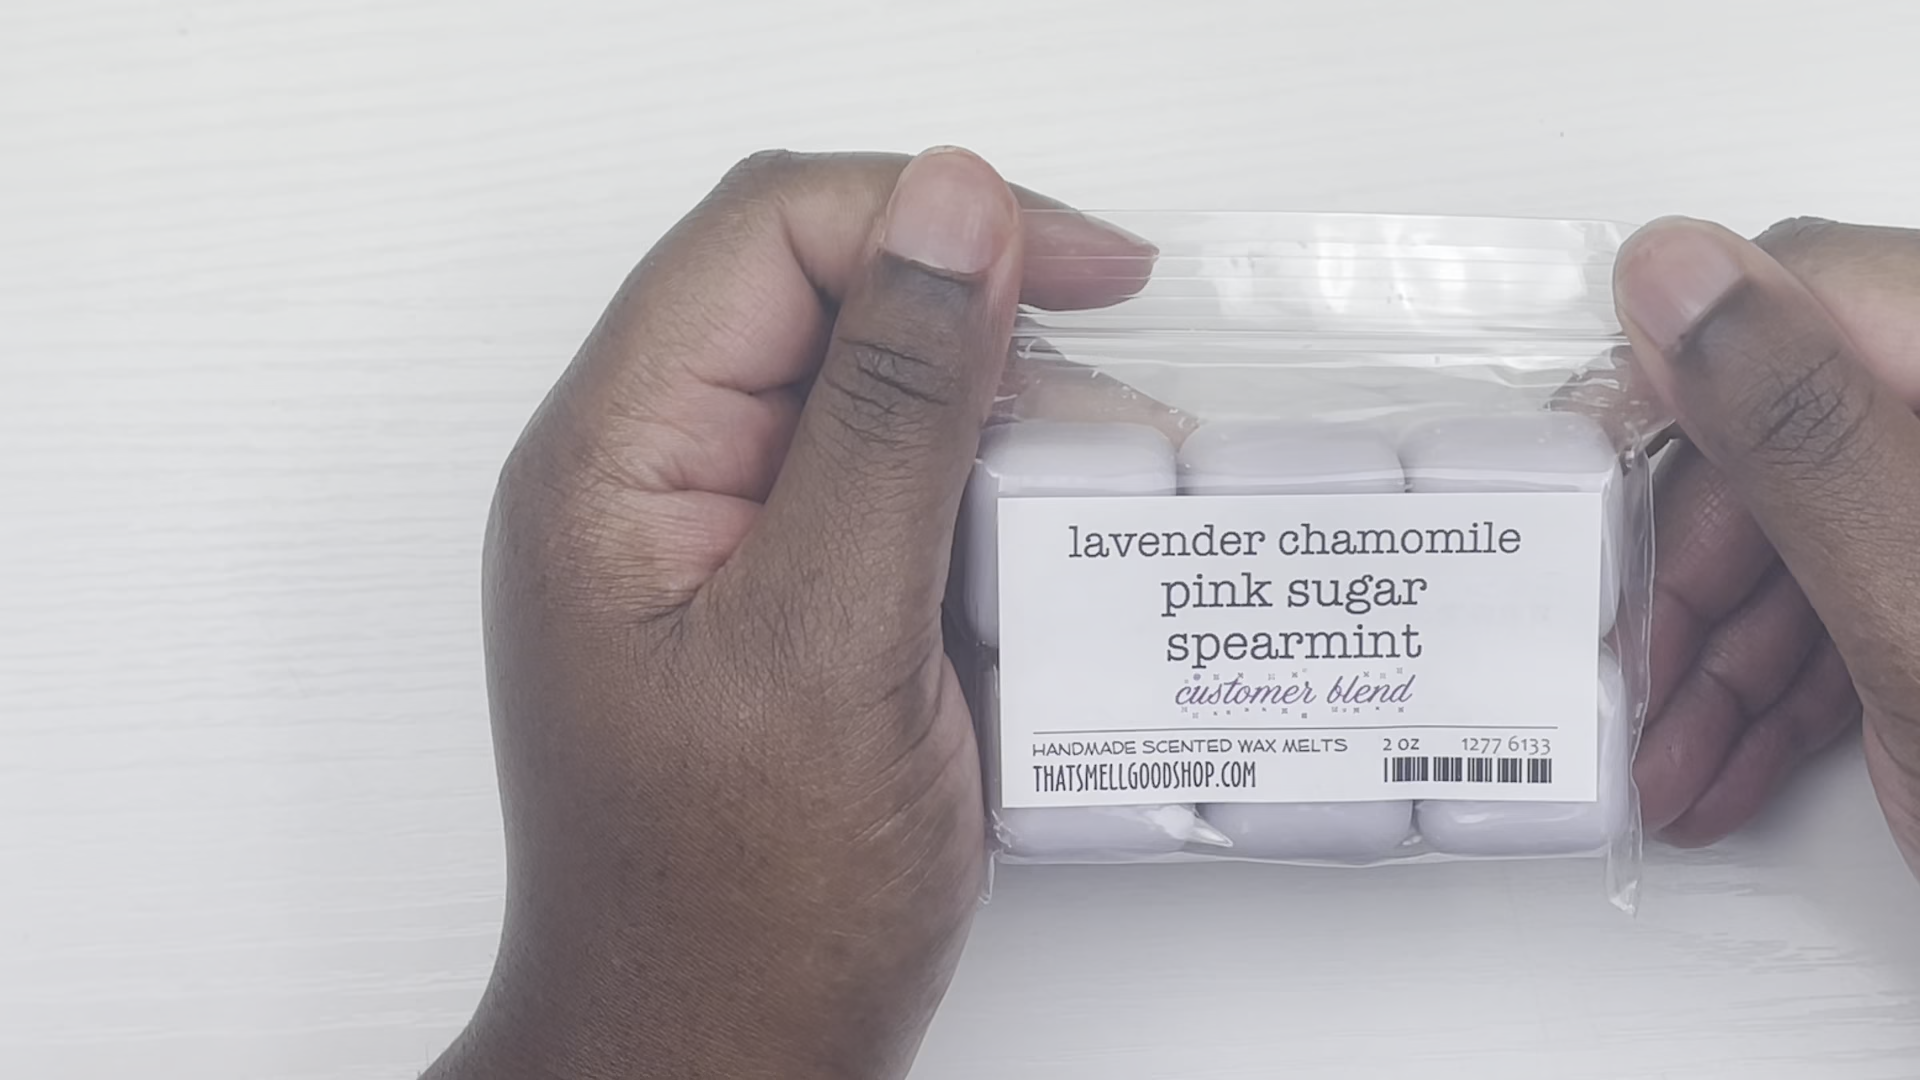 lavender chamomile
pink sugar
spearmint
customer blend
HANDMADE SCENTED WAX MELTS 2 OZ 1277 6133
THATSMELLGOODSHOP.COM